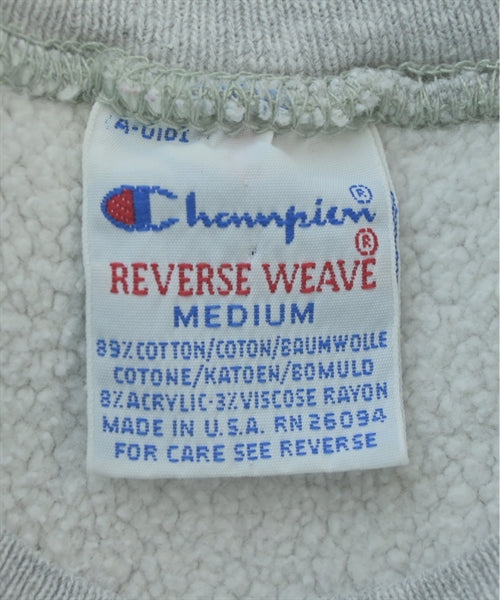 A-0161
Champion®
REVERSE WEAVE®
MEDIUM
89% COTTON/COTON/BAUMWOLLE
COTONE/KATOEN/BOMULD
8% ACRYLIC-3% VISCOSE RAYON
MADE IN U.S.A. RN 26094
FOR CARE SEE REVERSE